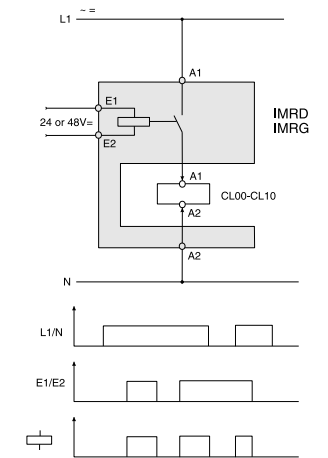 ~ =
L1
A1
E1
24 or 48V=
E2
IMRD
IMRG
A1
CL00-CL10
A2
A2
N
L1/N
E1/E2